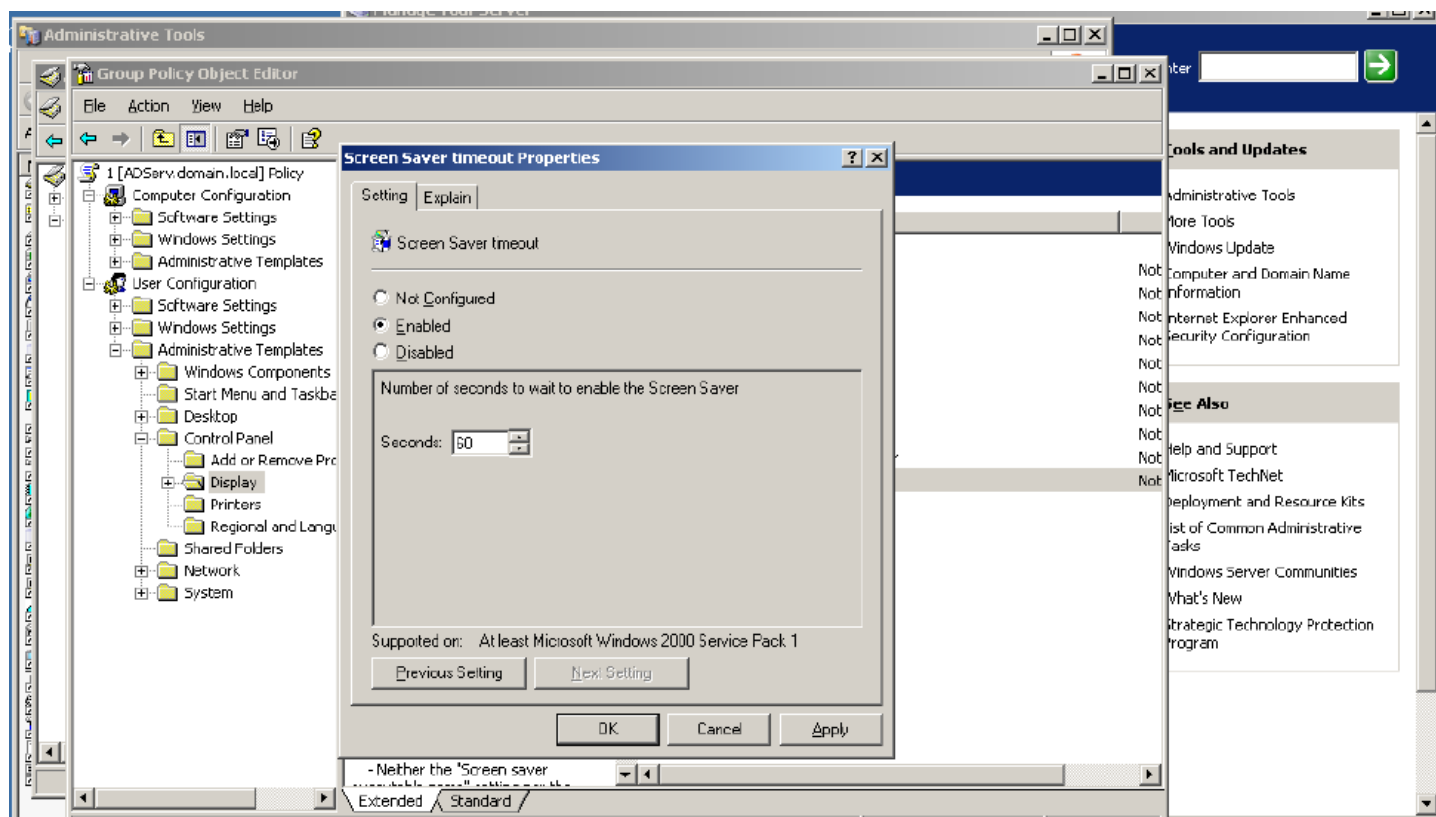 Manage Your Server
Administrative Tools
Group Policy Object Editor
File Action View Help
1 [ADServ.domain.local] Policy
Computer Configuration
Software Settings
Windows Settings
Administrative Templates
User Configuration
Software Settings
Windows Settings
Administrative Templates
Windows Components
Start Menu and Taskba
Desktop
Control Panel
Add or Remove Pro
Display
Printers
Regional and Langu
Shared Folders
Network
System
Screen Saver timeout Properties
Setting Explain
Screen Saver timeout
Not Configured
Enabled
Disabled
Number of seconds to wait to enable the Screen Saver
Seconds: 60
Supported on: At least Microsoft Windows 2000 Service Pack 1
Previous Setting Next Setting
OK Cancel Apply
- Neither the "Screen saver
Extended Standard
Not
Not
Not
Not
Not
Not
Not
Not
Not
Not
nter
Tools and Updates
Administrative Tools
More Tools
Windows Update
Computer and Domain Name
Information
Internet Explorer Enhanced
Security Configuration
See Also
Help and Support
Microsoft TechNet
Deployment and Resource Kits
List of Common Administrative
Tasks
Windows Server Communities
What's New
Strategic Technology Protection
Program